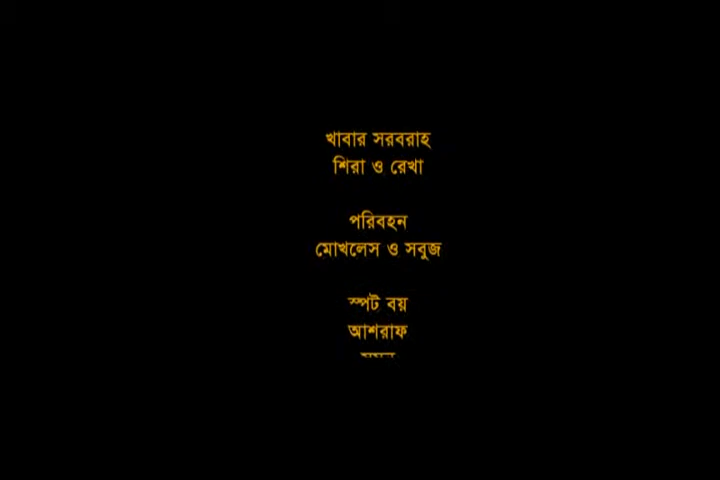 খাবার সরবরাহ
শিরা ও রেখা
পরিবহন
মোখলেস ও সবুজ
স্পট বয়
আশরাফ